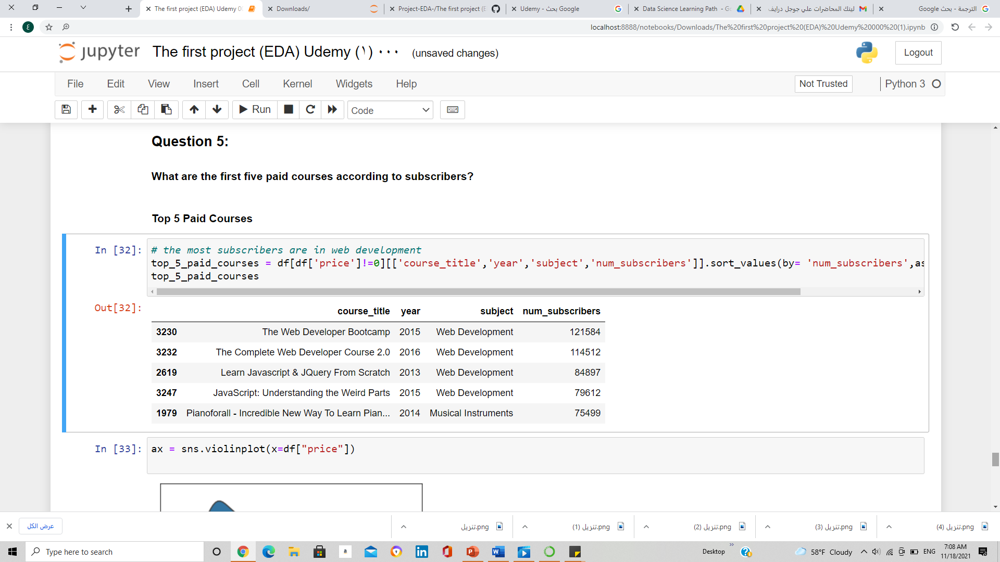 The first project (EDA) Udemy 00
Downloads/
Project-EDA-/The first project (E
Udemy - بحث Google
Data Science Learning Path - Go
لينك المحاضرات علي جوجل درايف
الترجمة - بحث Google
ع
localhost:8888/notebooks/Downloads/The%20first%20project%20(EDA)%20Udemy%20000%20(1).ipynb
jupyter The first project (EDA) Udemy (١) ٠٠٠ (unsaved changes)
Logout
File Edit View Insert Cell Kernel Widgets Help
Not Trusted
Python 3
Run
Code
Question 5:
What are the first five paid courses according to subscribers?
Top 5 Paid Courses
In [32]:
# the most subscribers are in web development
top_5_paid_courses = df[df['price']!=0][['course_title','year','subject','num_subscribers']].sort_values(by= 'num_subscribers',as
top_5_paid_courses
Out[32]:
course_title year subject num_subscribers
3230 The Web Developer Bootcamp 2015 Web Development 121584
3232 The Complete Web Developer Course 2.0 2016 Web Development 114512
2619 Learn Javascript & JQuery From Scratch 2013 Web Development 84897
3247 JavaScript: Understanding the Weird Parts 2015 Web Development 79612
1979 Pianoforall - Incredible New Way To Learn Pian... 2014 Musical Instruments 75499
In [33]:
ax = sns.violinplot(x=df["price"])
عرض الكل
تنزيل.png
تنزيل (1).png
تنزيل (2).png
تنزيل (3).png
تنزيل (4).png
Type here to search
a
Desktop
58°F Cloudy
ENG
7:08 AM
11/18/2021